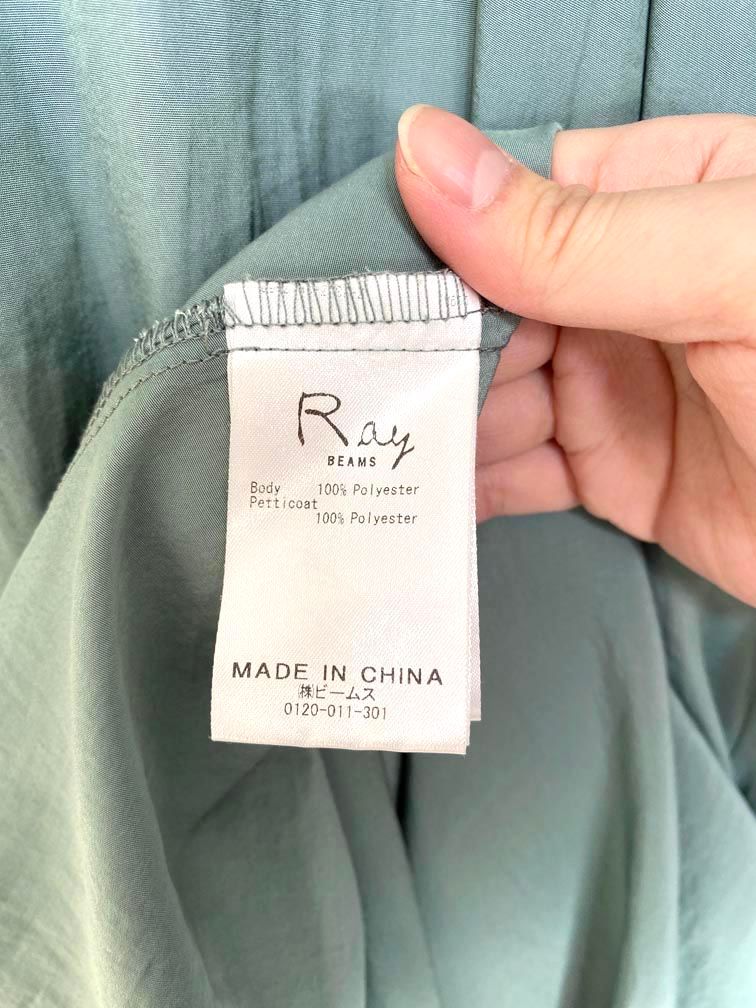 Ray
BEAMS
Body 100% Polyester
Petticoat
100% Polyester
MADE IN CHINA
㈱ビームス
0120-011-301